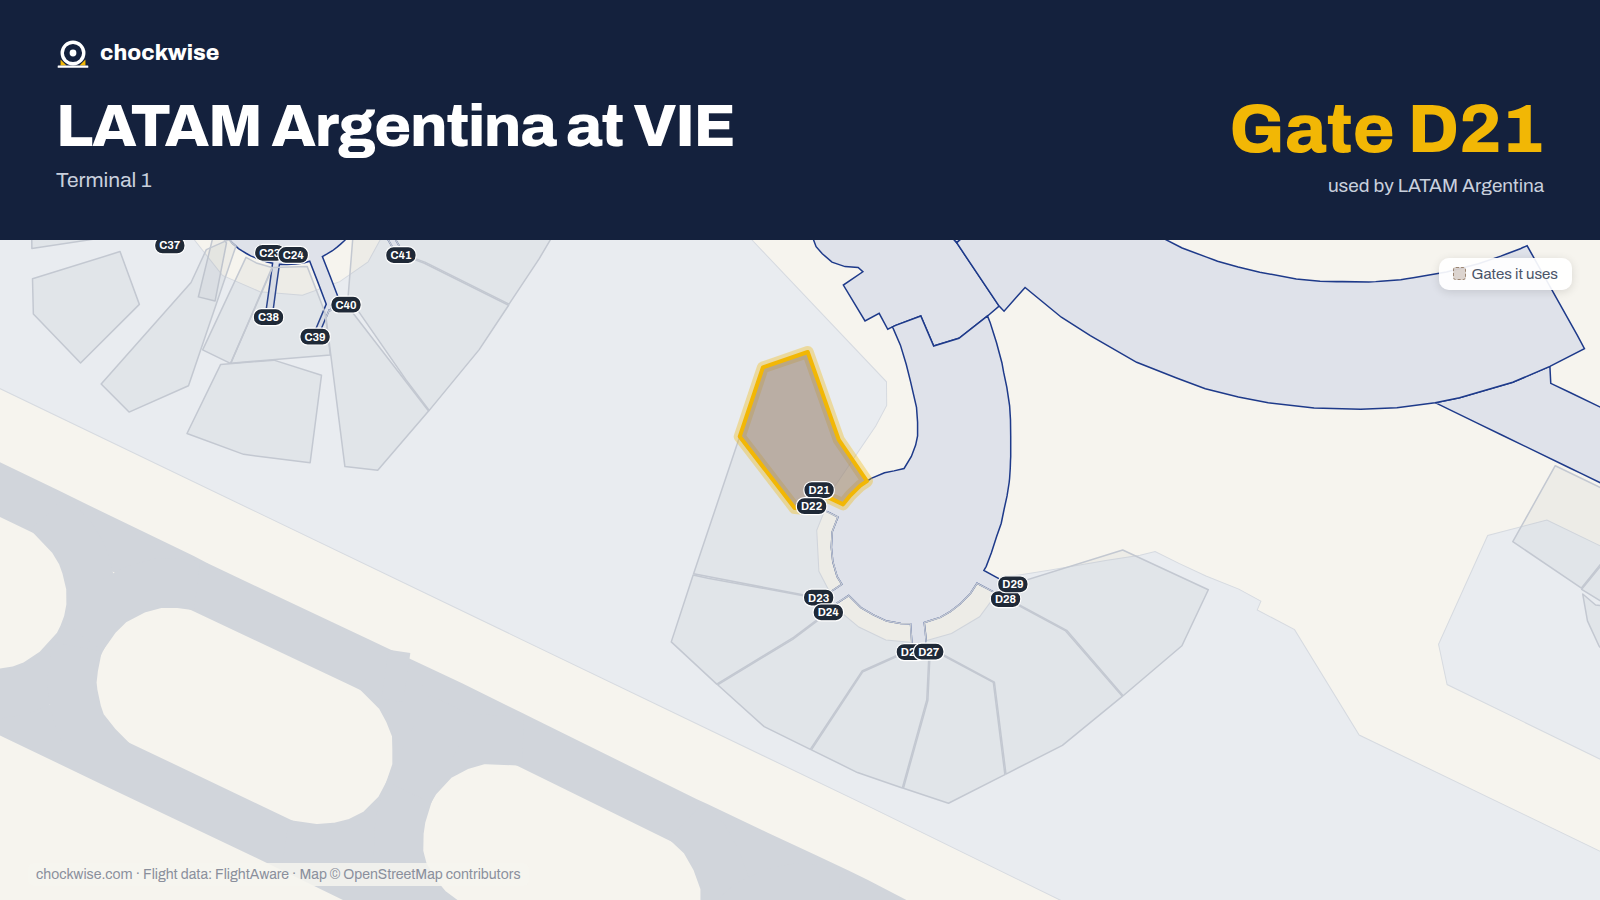 chockwise
LATAM Argentina at VIE
Terminal 1
Gate D21
used by LATAM Argentina
Gates it uses
C37
C23
C24
C41
C40
C38
C39
D21
D22
D23
D24
D29
D28
D27
chockwise.com · Flight data: FlightAware · Map © OpenStreetMap contributors